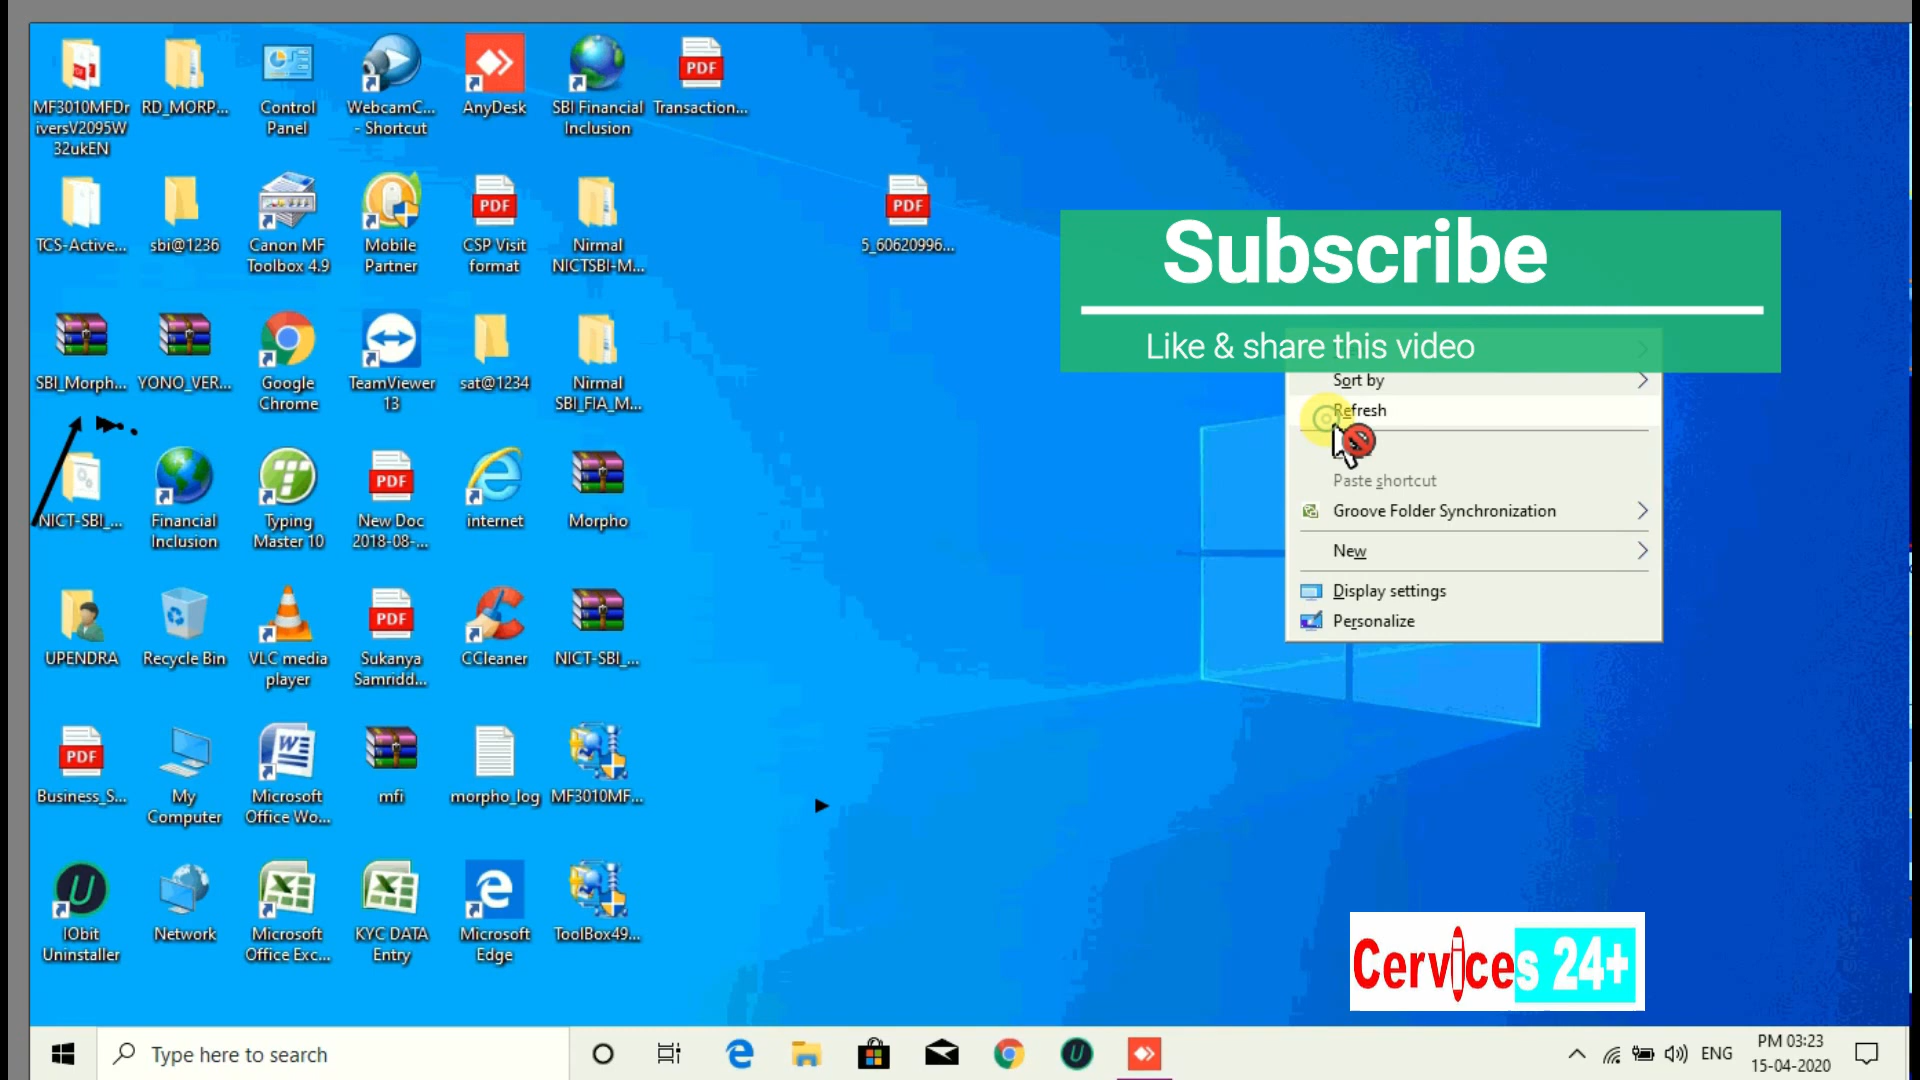 MF3010MFDr
iversV2095W
32ukEN
RD_MORP...
Control
Panel
WebcamC...
- Shortcut
AnyDesk
SBI Financial
Inclusion
Transaction...
TCS-Active...
sbi@1236
Canon MF
Toolbox 4.9
Mobile
Partner
PDF
CSP Visit
format
Nirmal
NICTSBI-M...
PDF
5_60620996...
SBI_Morph...
YONO_VER...
Google
Chrome
TeamViewer
13
sat@1234
Nirmal
SBI_FIA_M...
NICT-SBI_...
Financial
Inclusion
Typing
Master 10
PDF
New Doc
2018-08-...
internet
Morpho
UPENDRA
Recycle Bin
VLC media
player
PDF
Sukanya
Samridd...
CCleaner
NICT-SBI_...
PDF
Business_S...
My
Computer
Microsoft
Office Wo...
mfi
morpho_log
MF3010MF...
IObit
Uninstaller
Network
Microsoft
Office Exc...
KYC DATA
Entry
Microsoft
Edge
ToolBox49...
PDF
Subscribe
Like & share this video
Sort by
Refresh
Paste shortcut
Groove Folder Synchronization
New
Display settings
Personalize
Cervices 24+
Type here to search
ENG
PM 03:23
15-04-2020